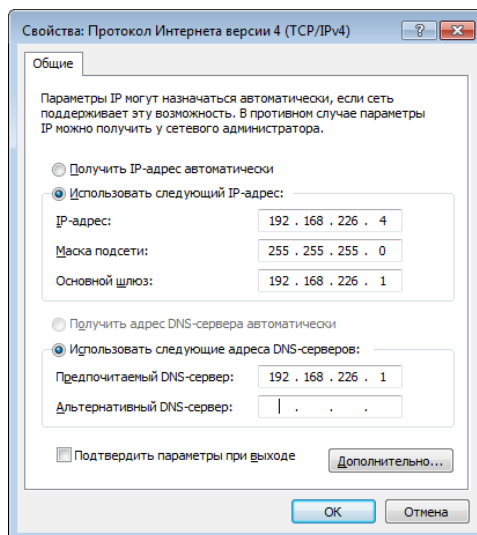 Свойства: Протокол Интернета версии 4 (TCP/IPv4)
Общие
Параметры IP могут назначаться автоматически, если сеть
поддерживает эту возможность. В противном случае параметры
IP можно получить у сетевого администратора.
Получить IP-адрес автоматически
Использовать следующий IP-адрес:
IP-адрес: 192 . 168 . 226 . 4
Маска подсети: 255 . 255 . 255 . 0
Основной шлюз: 192 . 168 . 226 . 1
Получить адрес DNS-сервера автоматически
Использовать следующие адреса DNS-серверов:
Предпочитаемый DNS-сервер: 192 . 168 . 226 . 1
Альтернативный DNS-сервер: . . .
Подтвердить параметры при выходе
Дополнительно...
ОК Отмена